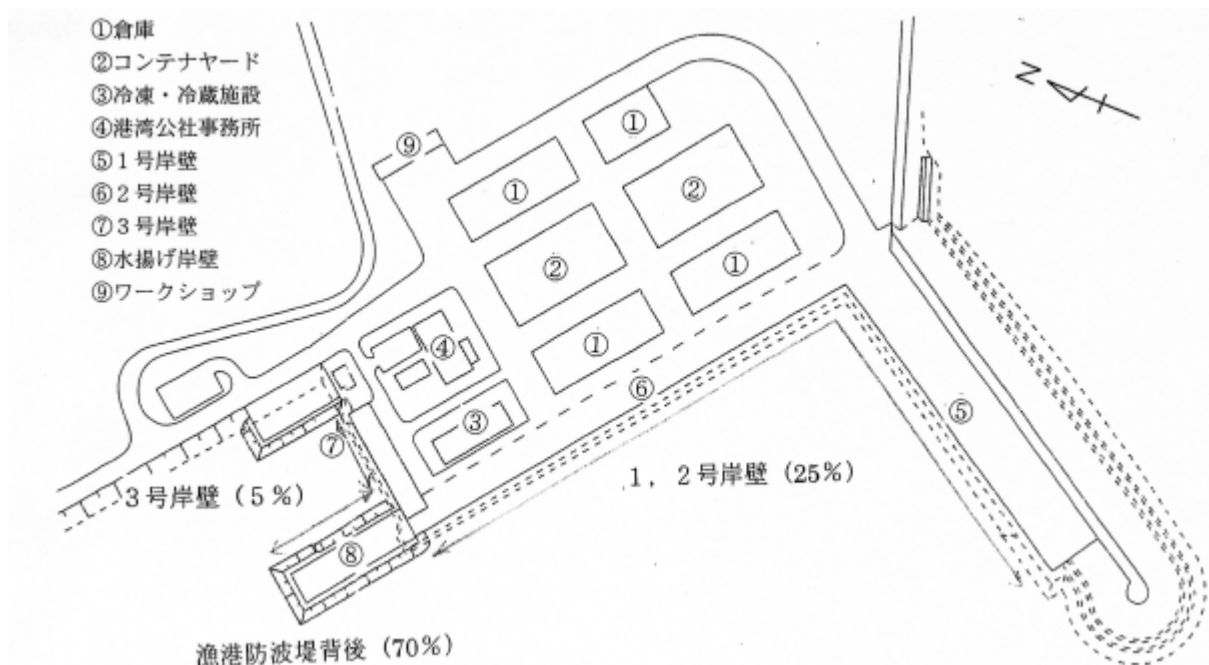 ①倉庫
②コンテナヤード
③冷凍・冷蔵施設
④港湾公社事務所
⑤1号岸壁
⑥2号岸壁
⑦3号岸壁
⑧水揚げ岸壁
⑨ワークショップ
N
⑨
①
①
②
②
①
④
①
⑥
③
⑤
⑦
3号岸壁(5%)
1,2号岸壁(25%)
⑧
漁港防波堤背後(70%)